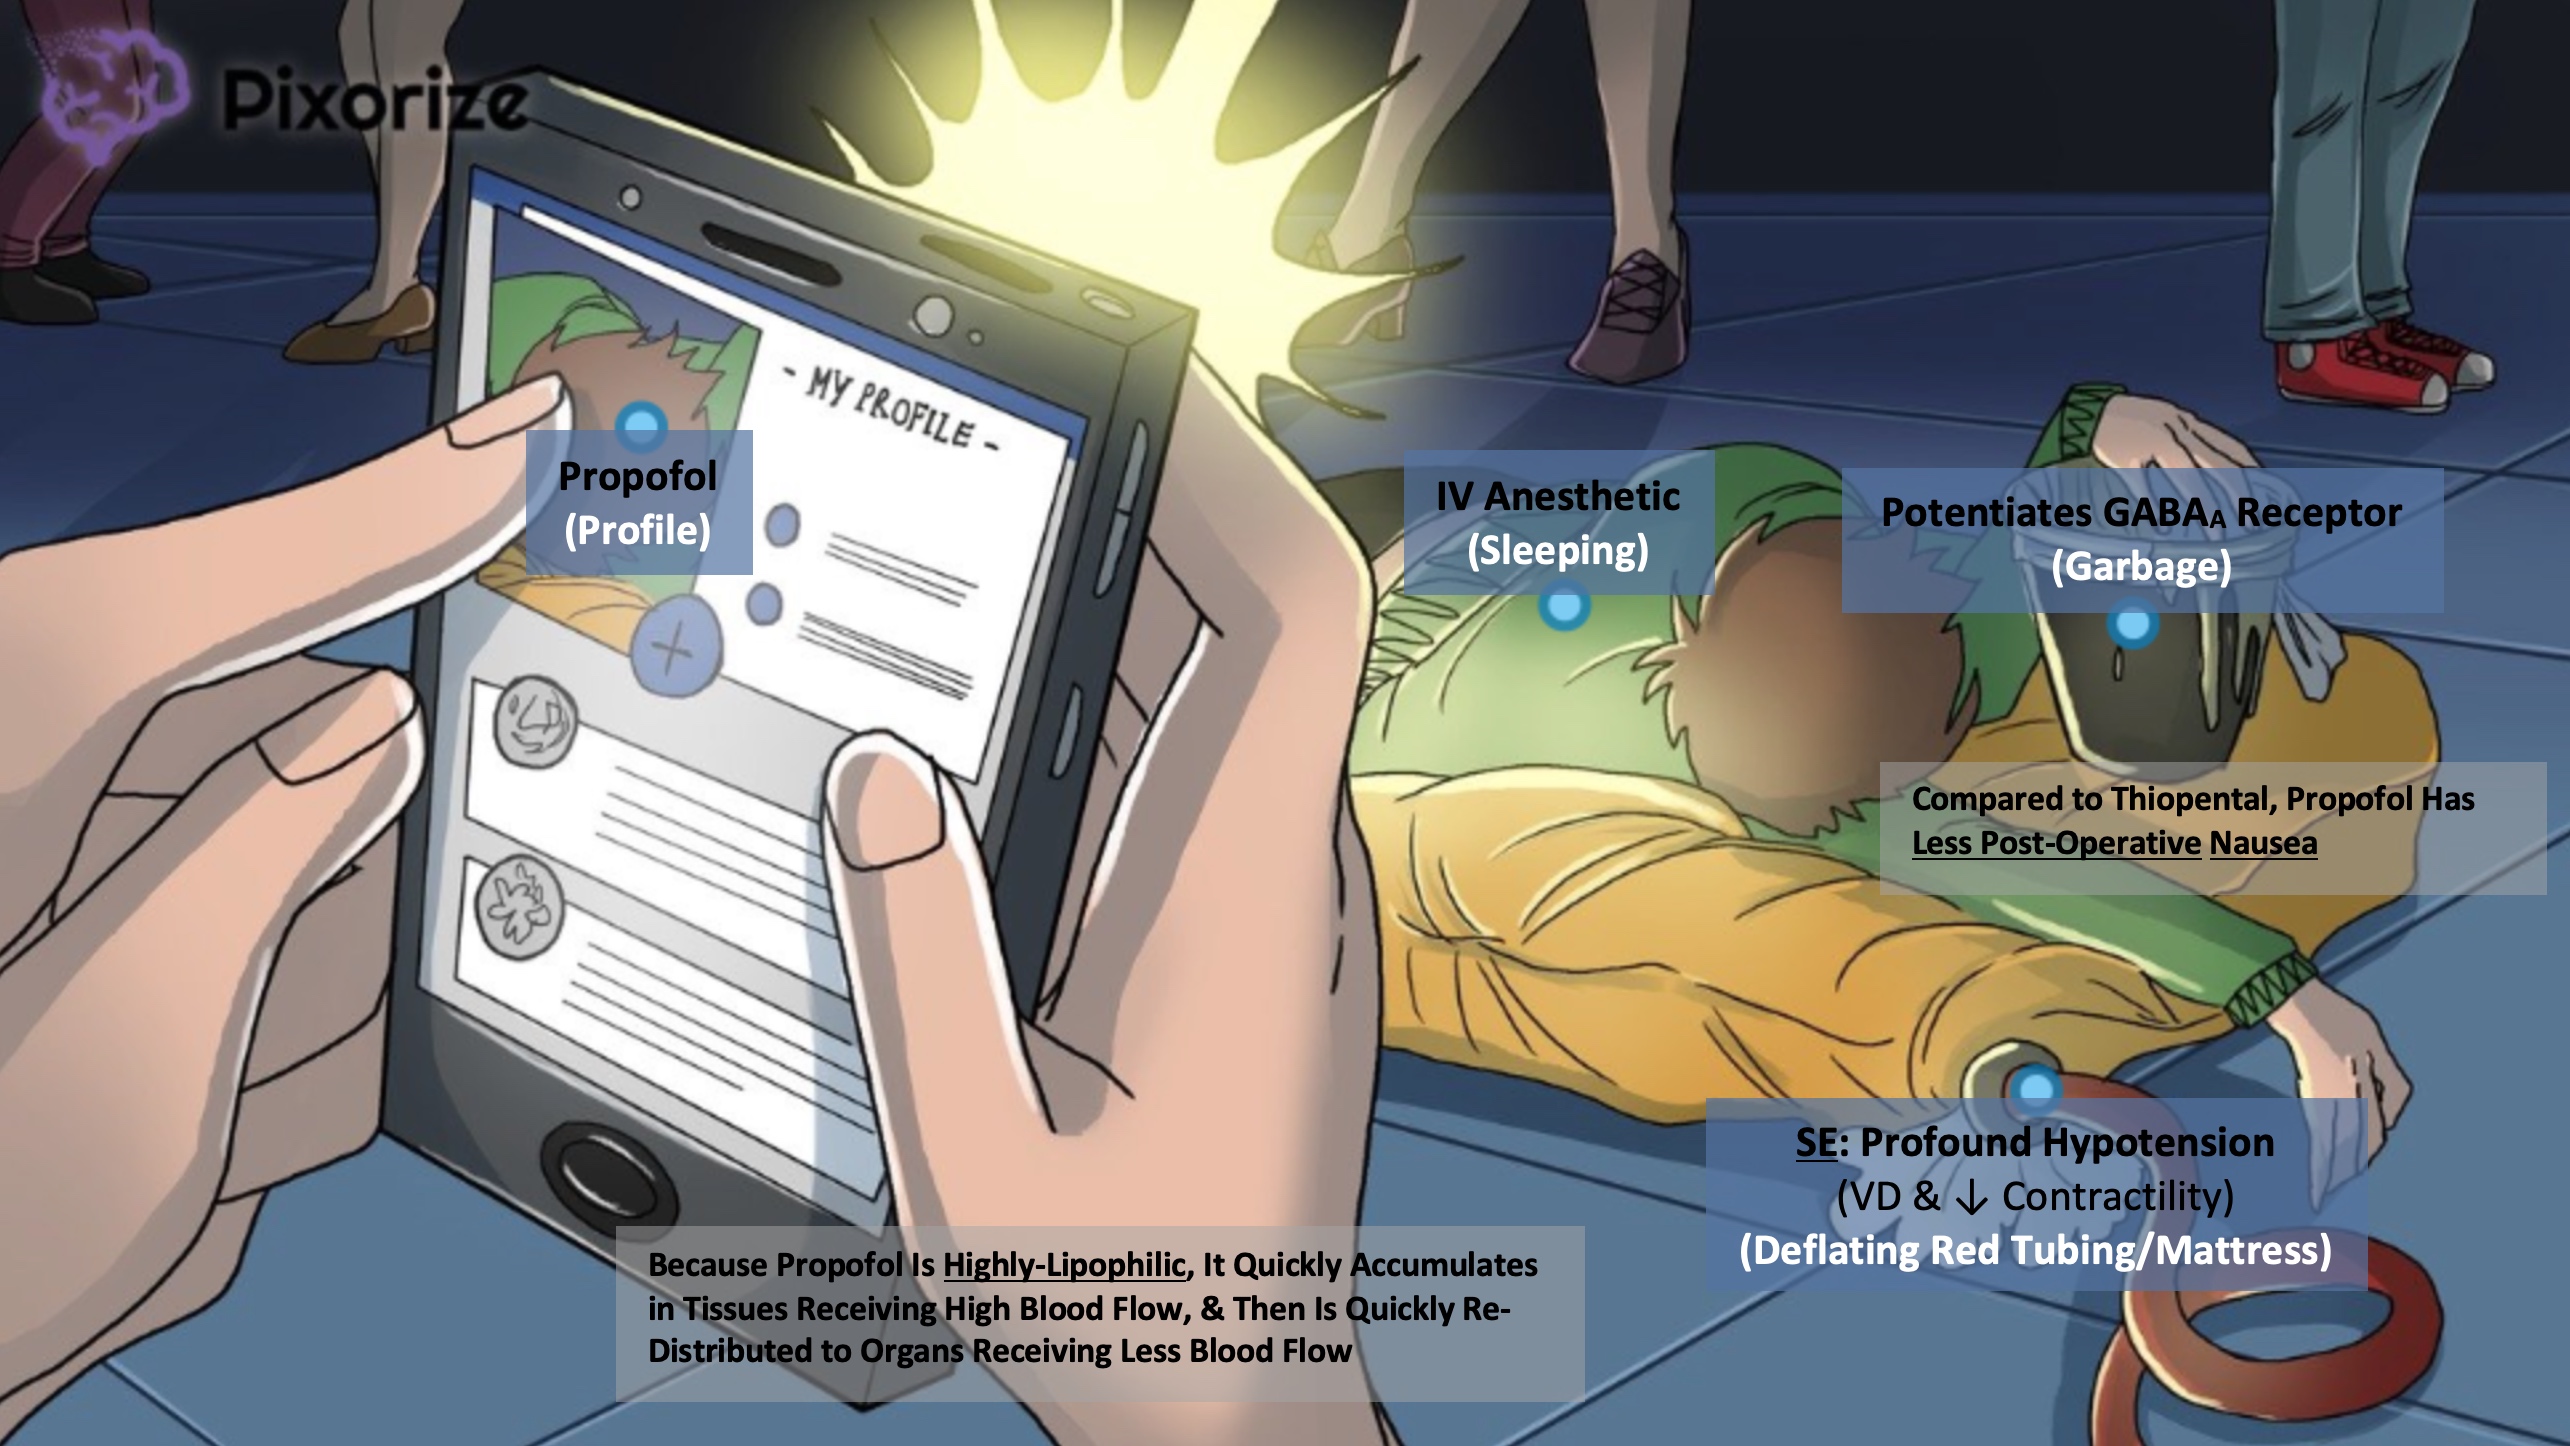 Pixorize
- MY PROFILE -
Propofol
(Profile)
IV Anesthetic
(Sleeping)
Potentiates GABAA Receptor
(Garbage)
Compared to Thiopental, Propofol Has
Less Post-Operative Nausea
SE: Profound Hypotension
(VD & ↓ Contractility)
(Deflating Red Tubing/Mattress)
Because Propofol Is Highly-Lipophilic, It Quickly Accumulates
in Tissues Receiving High Blood Flow, & Then Is Quickly Re-
Distributed to Organs Receiving Less Blood Flow